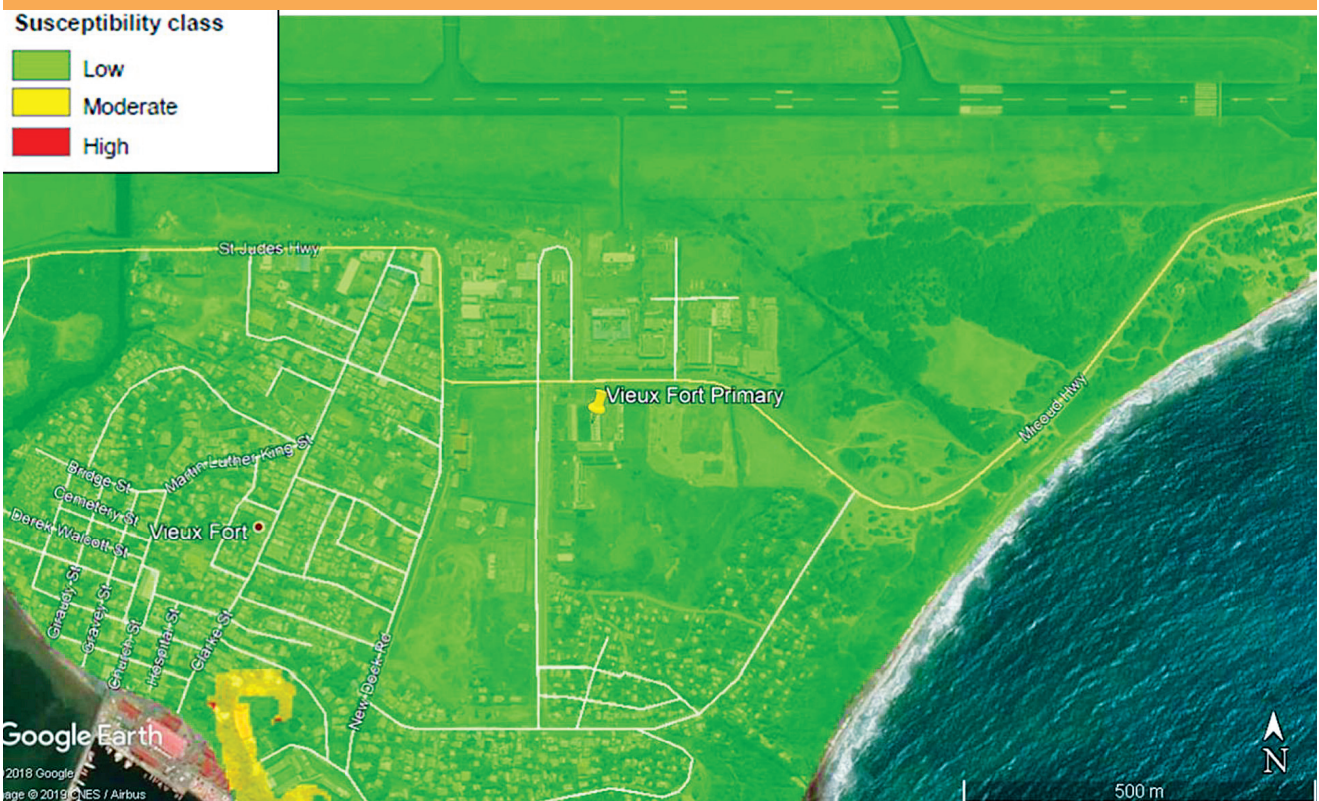 Susceptibility class
Low
Moderate
High
St Judes Hwy
Vieux Fort Primary
Micoud Hwy
Martin Luther King St
Bridge St
Cemetery St
Derek Walcott St
Vieux Fort
Giraudy St
Gravey St
Church St
Hospital St
Clarke St
New Dock Rd
Google Earth
2018 Google
age © 2019 CNES / Airbus
N
500 m